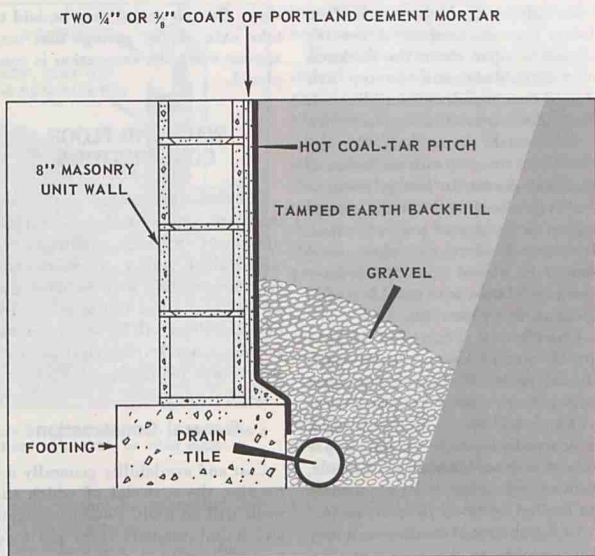 TWO ¼'' OR ⅜'' COATS OF PORTLAND CEMENT MORTAR
HOT COAL-TAR PITCH
8'' MASONRY
UNIT WALL
TAMPED EARTH BACKFILL
GRAVEL
FOOTING
DRAIN
TILE